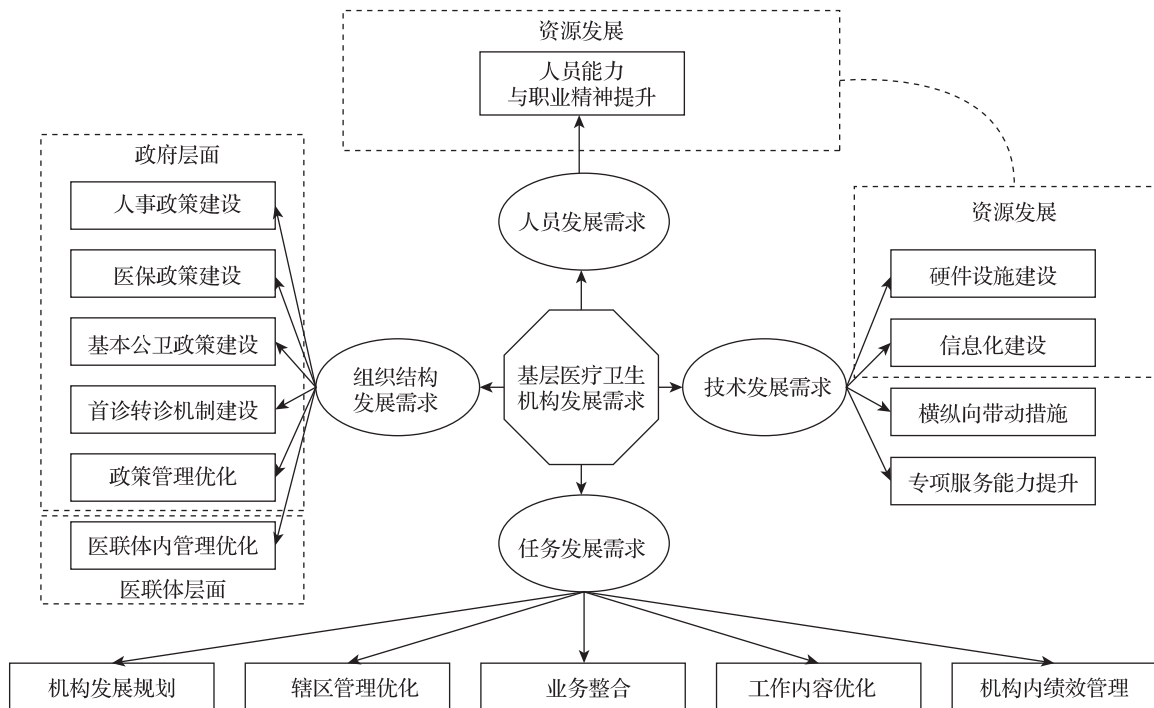 资源发展
人员能力
与职业精神提升
人员发展需求
政府层面
人事政策建设
医保政策建设
基本公卫政策建设
首诊转诊机制建设
政策管理优化
医联体内管理优化
医联体层面
组织结构
发展需求
基层医疗卫生
机构发展需求
技术发展需求
资源发展
硬件设施建设
信息化建设
横纵向带动措施
专项服务能力提升
任务发展需求
机构发展规划
辖区管理优化
业务整合
工作内容优化
机构内绩效管理